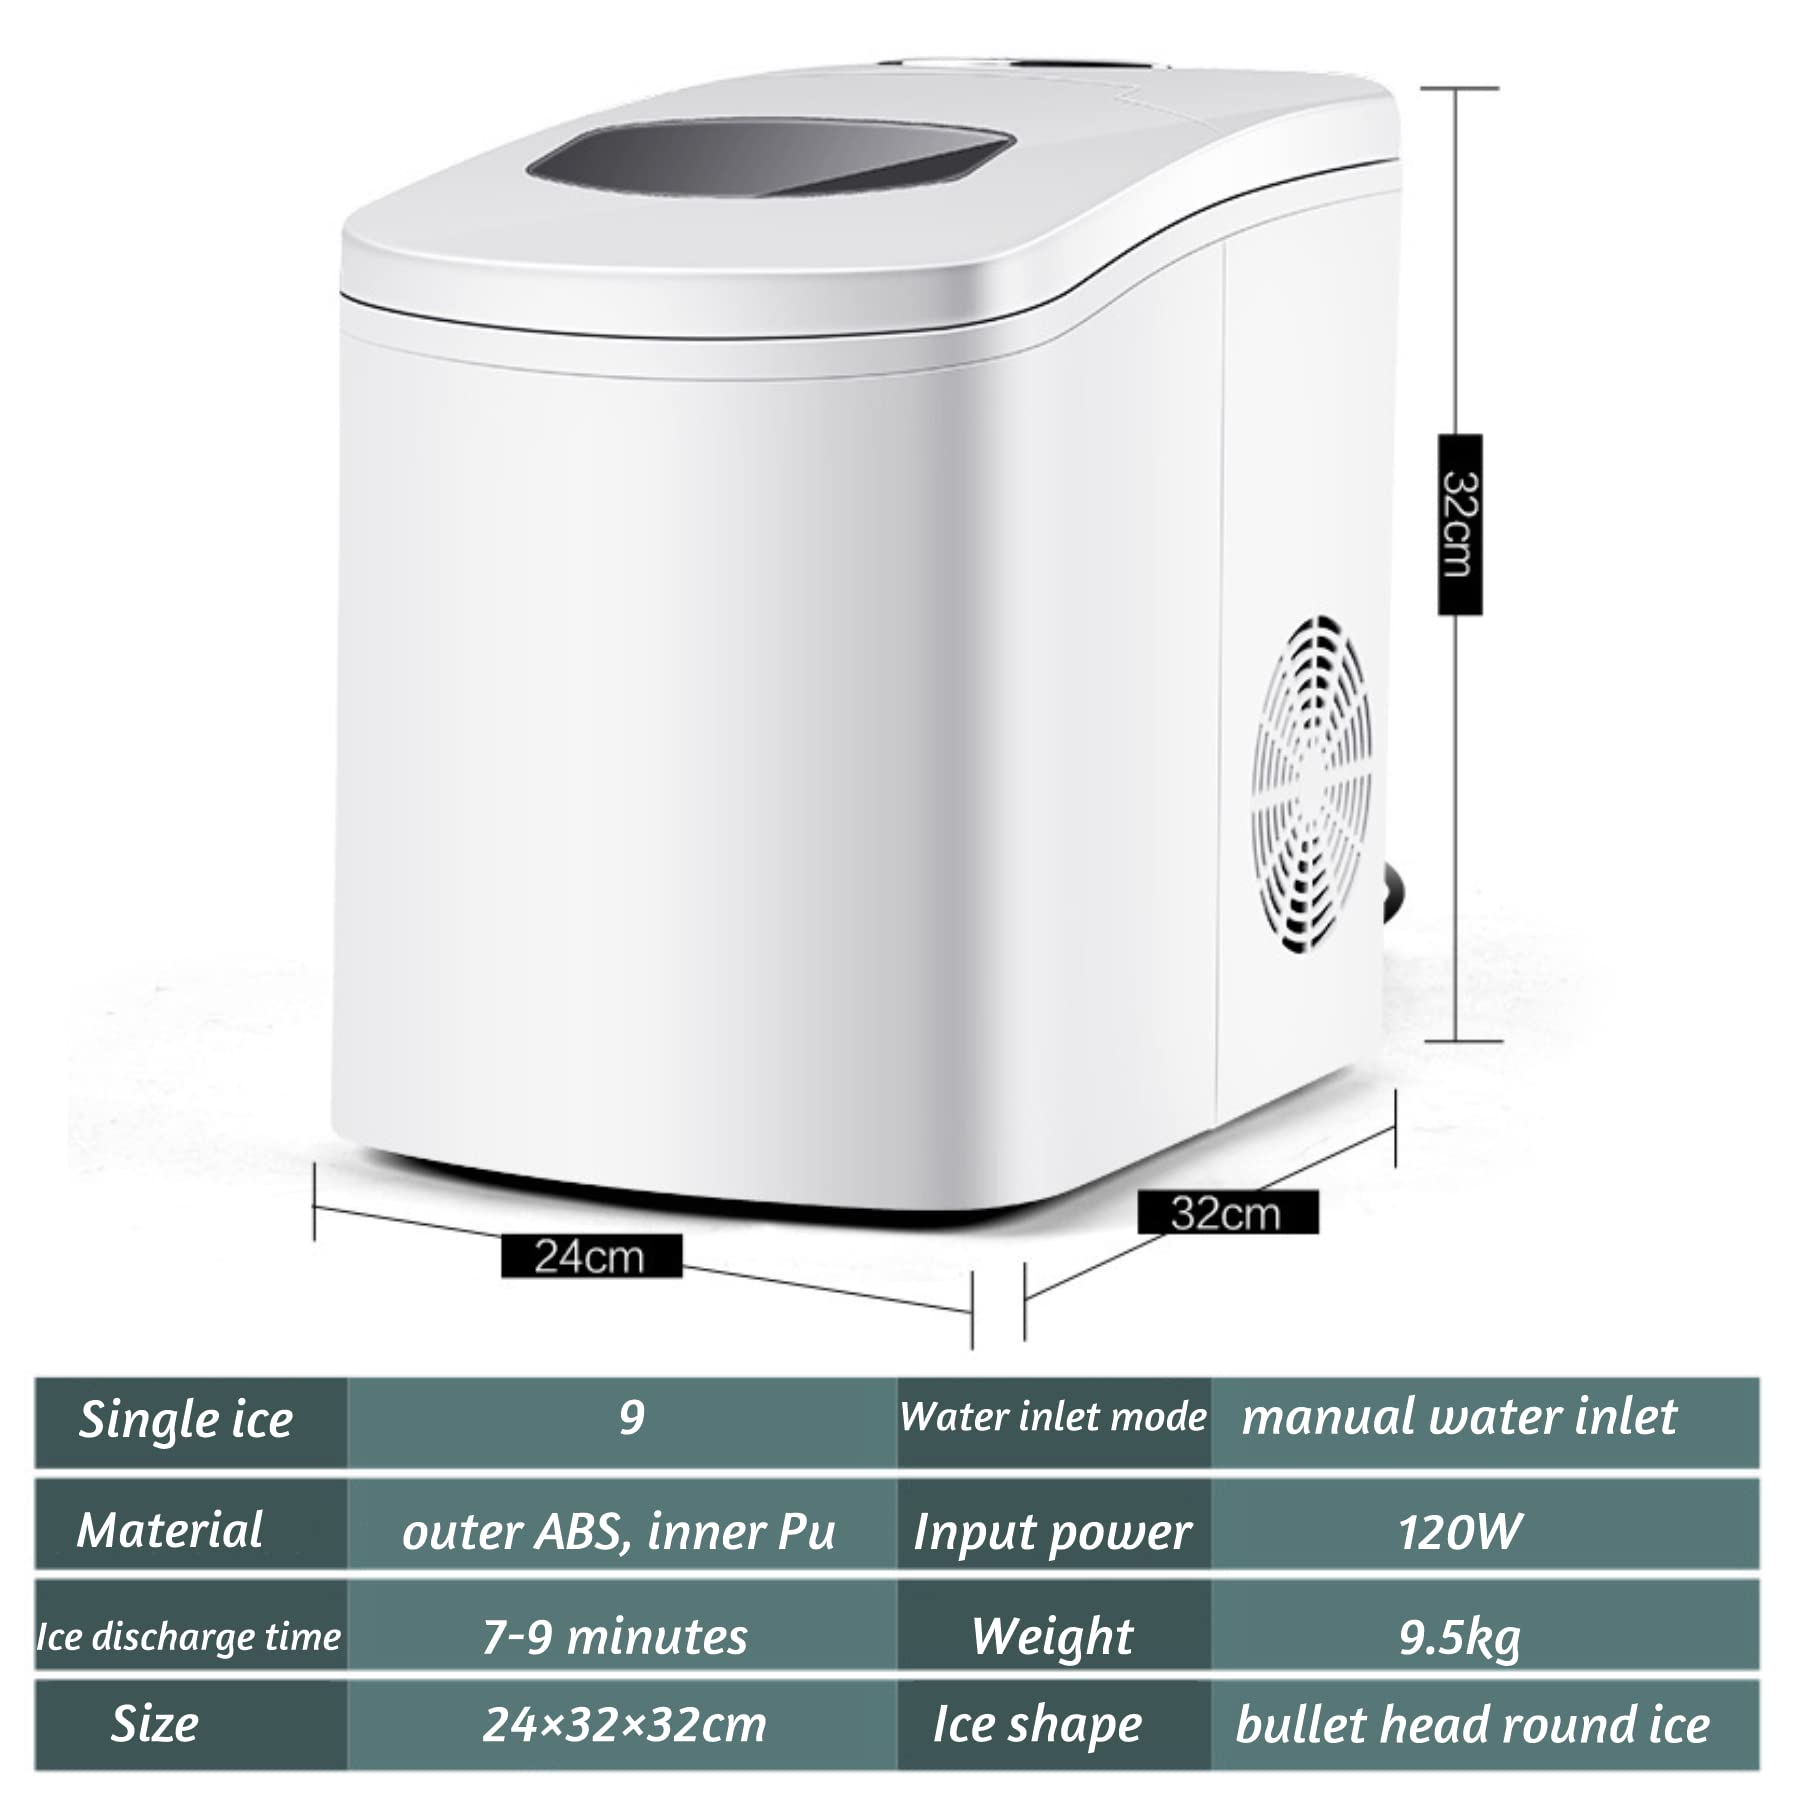 32cm
32cm
24cm
Single ice 9 Water inlet mode manual water inlet
Material outer ABS, inner Pu Input power 120W
Ice discharge time 7-9 minutes Weight 9.5kg
Size 24×32×32cm Ice shape bullet head round ice